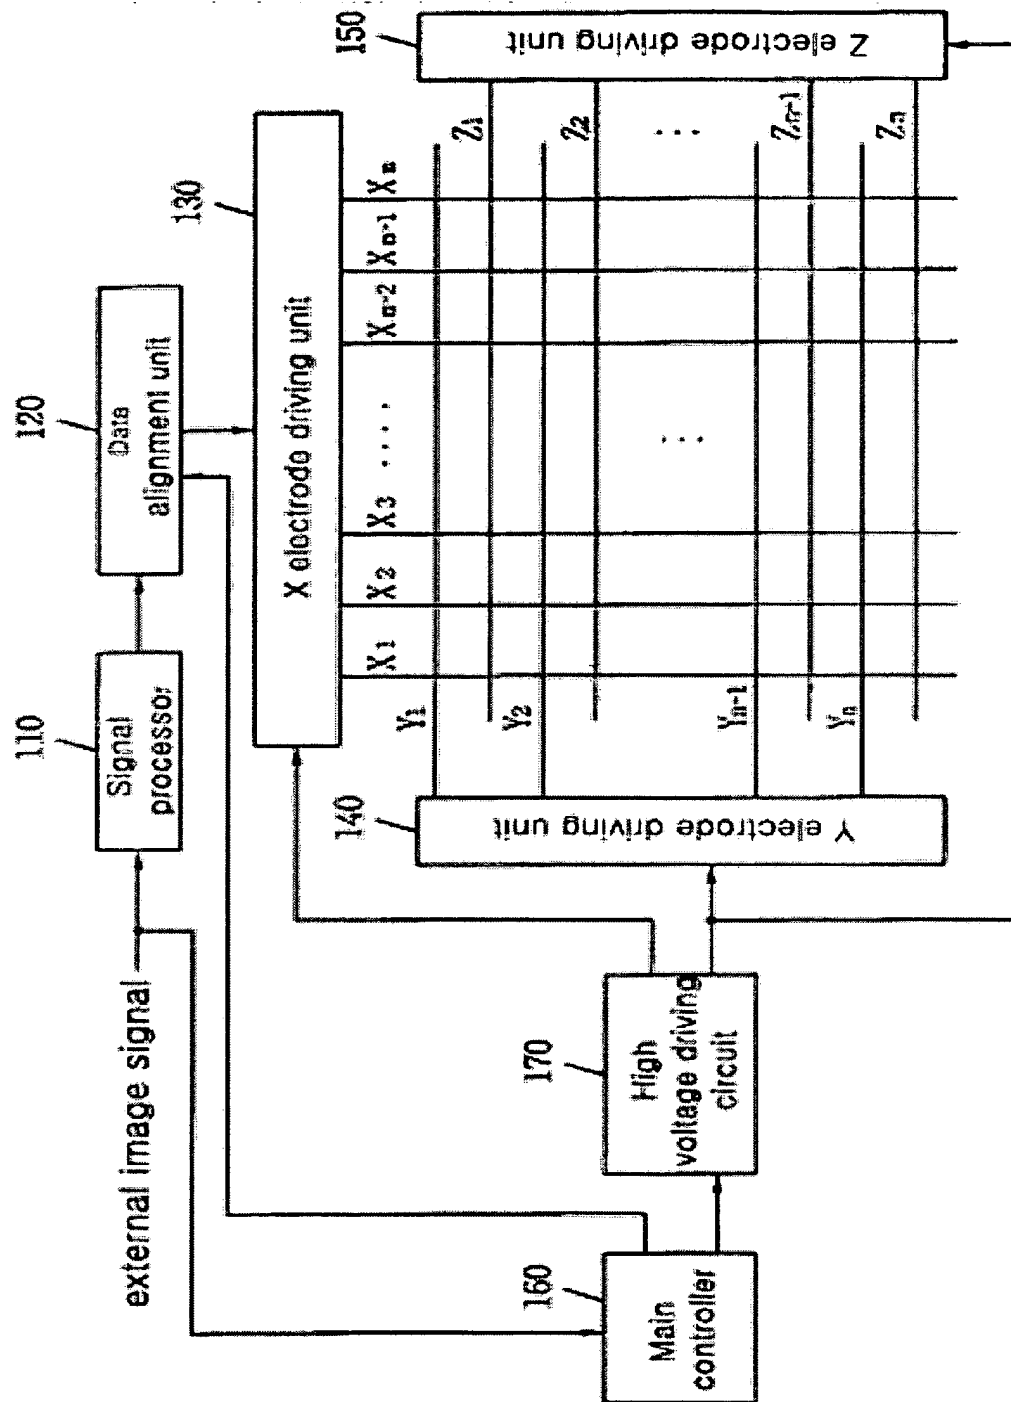 110
120
130
150
external image signal
Signal
processor
Data
alignment unit
X electrode driving unit
X1
X2
X3
....
Xn-2
Xn-1
Xn
Y1
Z1
Y2
Z2
...
...
Yn-1
Zn-1
Yn
Zn
140
Y electrode driving unit
Z electrode driving unit
160
Main
controller
170
High
voltage driving
circuit